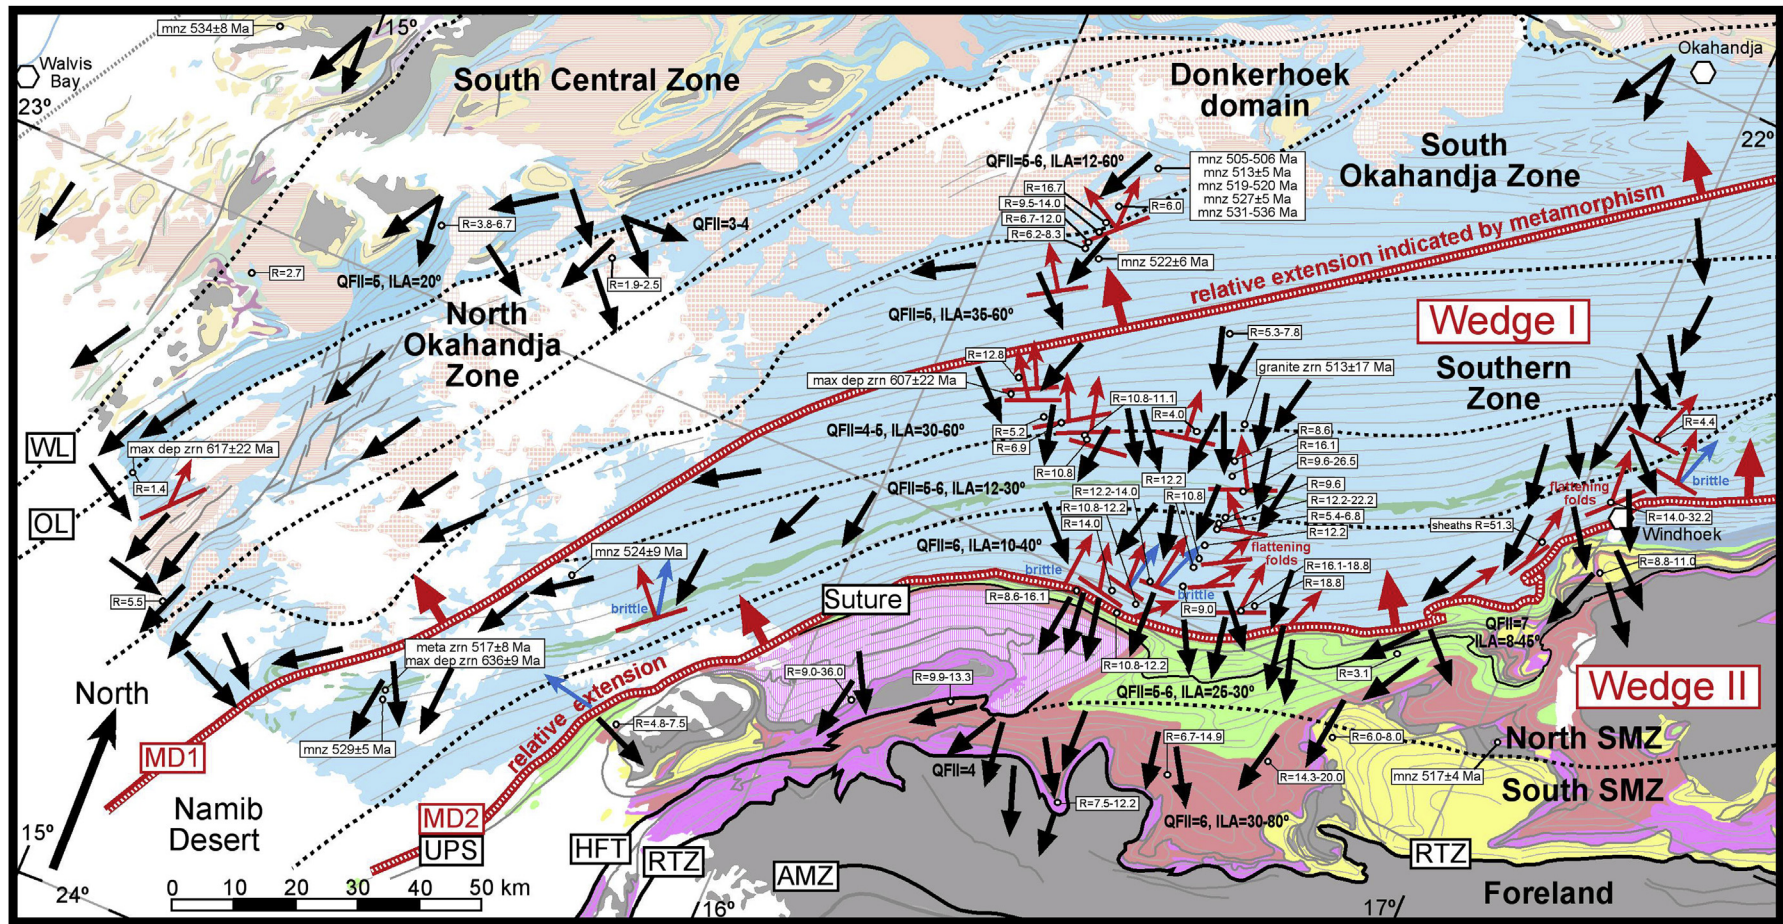 mnz 534±8 Ma
15º
Walvis
Bay
23º
South Central Zone
Donkerhoek
domain
Okahandja
22º
South
Okahandja Zone
QFII=5-6, ILA=12-60º
mnz 505-506 Ma
mnz 513±5 Ma
mnz 519-520 Ma
mnz 527±5 Ma
mnz 531-536 Ma
R=16.7
R=9.5-14.0
R=6.7-12.0
R=6.2-8.3
R=6.0
mnz 522±6 Ma
R=3.8-6.7
QFII=3-4
R=2.7
QFII=5, ILA=20º
R=1.9-2.5
relative extension indicated by metamorphism
North
Okahandja
Zone
QFII=5, ILA=35-60º
Wedge I
Southern
Zone
R=5.3-7.8
R=12.8
granite zrn 513±17 Ma
max dep zrn 607±22 Ma
R=10.8-11.1
R=4.0
QFII=4-5, ILA=30-60º
R=5.2
R=6.9
R=8.6
R=16.1
R=9.6-26.5
R=4.4
WL
max dep zrn 617±22 Ma
R=1.4
R=10.8
R=12.2
QFII=5-6, ILA=12-30º
R=12.2-14.0
R=10.8
R=10.8-12.2
R=14.0
R=9.6
R=12.2-22.2
R=5.4-6.8
R=12.2
flattening
folds
brittle
R=14.0-32.2
sheaths R=51.3
Windhoek
OL
mnz 524±9 Ma
QFII=6, ILA=10-40º
brittle
flattening
folds
R=16.1-18.8
R=18.8
R=8.8-11.0
R=5.5
brittle
Suture
R=8.6-16.1
brittle
R=9.0
QFII=7
ILA=8-45º
meta zrn 517±8 Ma
max dep zrn 636±9 Ma
R=10.8-12.2
R=3.1
R=9.0-36.0
R=9.9-13.3
QFII=5-6, ILA=25-30º
Wedge II
North
relative extension
R=4.8-7.5
mnz 529±5 Ma
MD1
R=6.7-14.9
R=6.0-8.0
North SMZ
QFII=4
R=14.3-20.0
mnz 517±4 Ma
South SMZ
R=7.5-12.2
QFII=6, ILA=30-80º
Namib
Desert
MD2
UPS
HFT
RTZ
AMZ
RTZ
15º
24º
0 10 20 30 40 50 km
16º
17º
Foreland